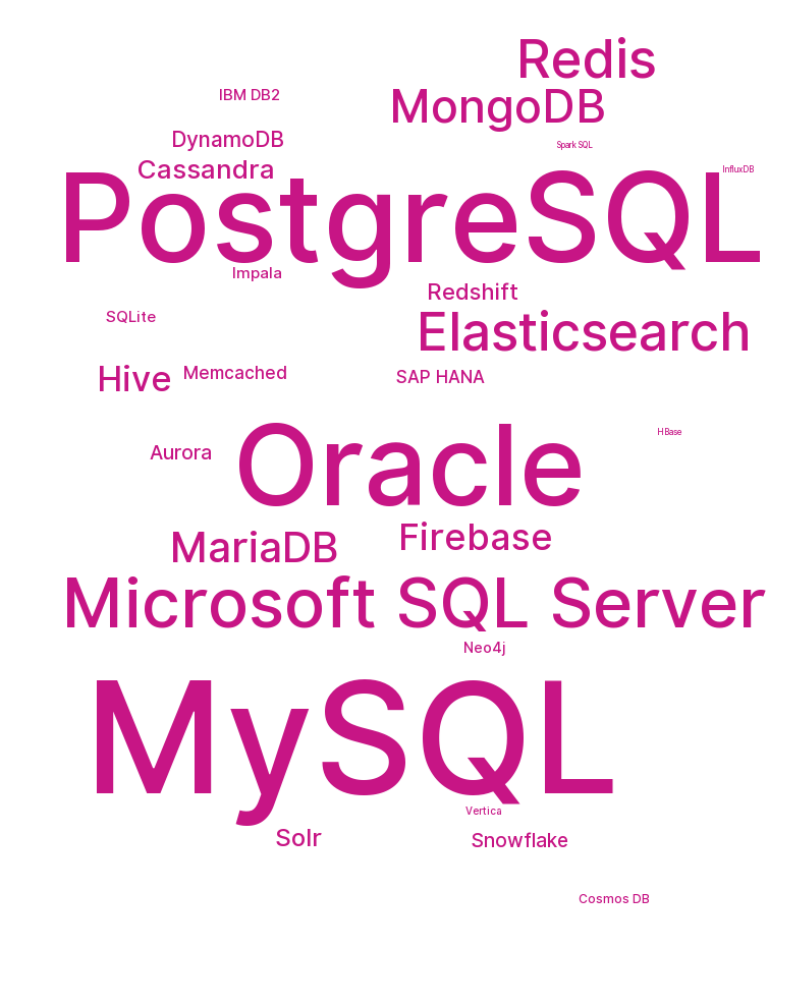 Redis
IBM DB2
MongoDB
DynamoDB
Spark SQL
Cassandra
InfluxDB
PostgreSQL
Impala
Redshift
SQLite
Elasticsearch
Hive
Memcached
SAP HANA
HBase
Aurora
Oracle
Firebase
MariaDB
Microsoft SQL Server
Neo4j
MySQL
Vertica
Solr
Snowflake
Cosmos DB